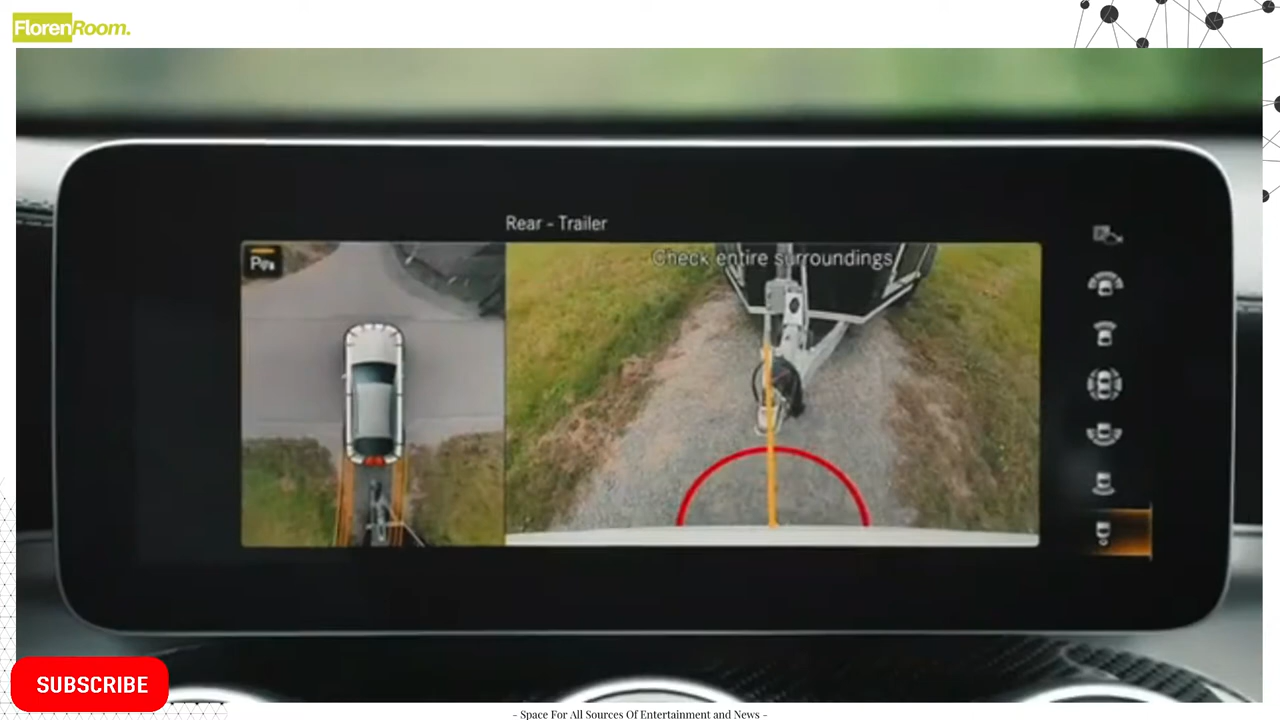 FlorenRoom.
Rear - Trailer
Check entire surroundings
SUBSCRIBE
- Space For All Sources Of Entertainment and News -